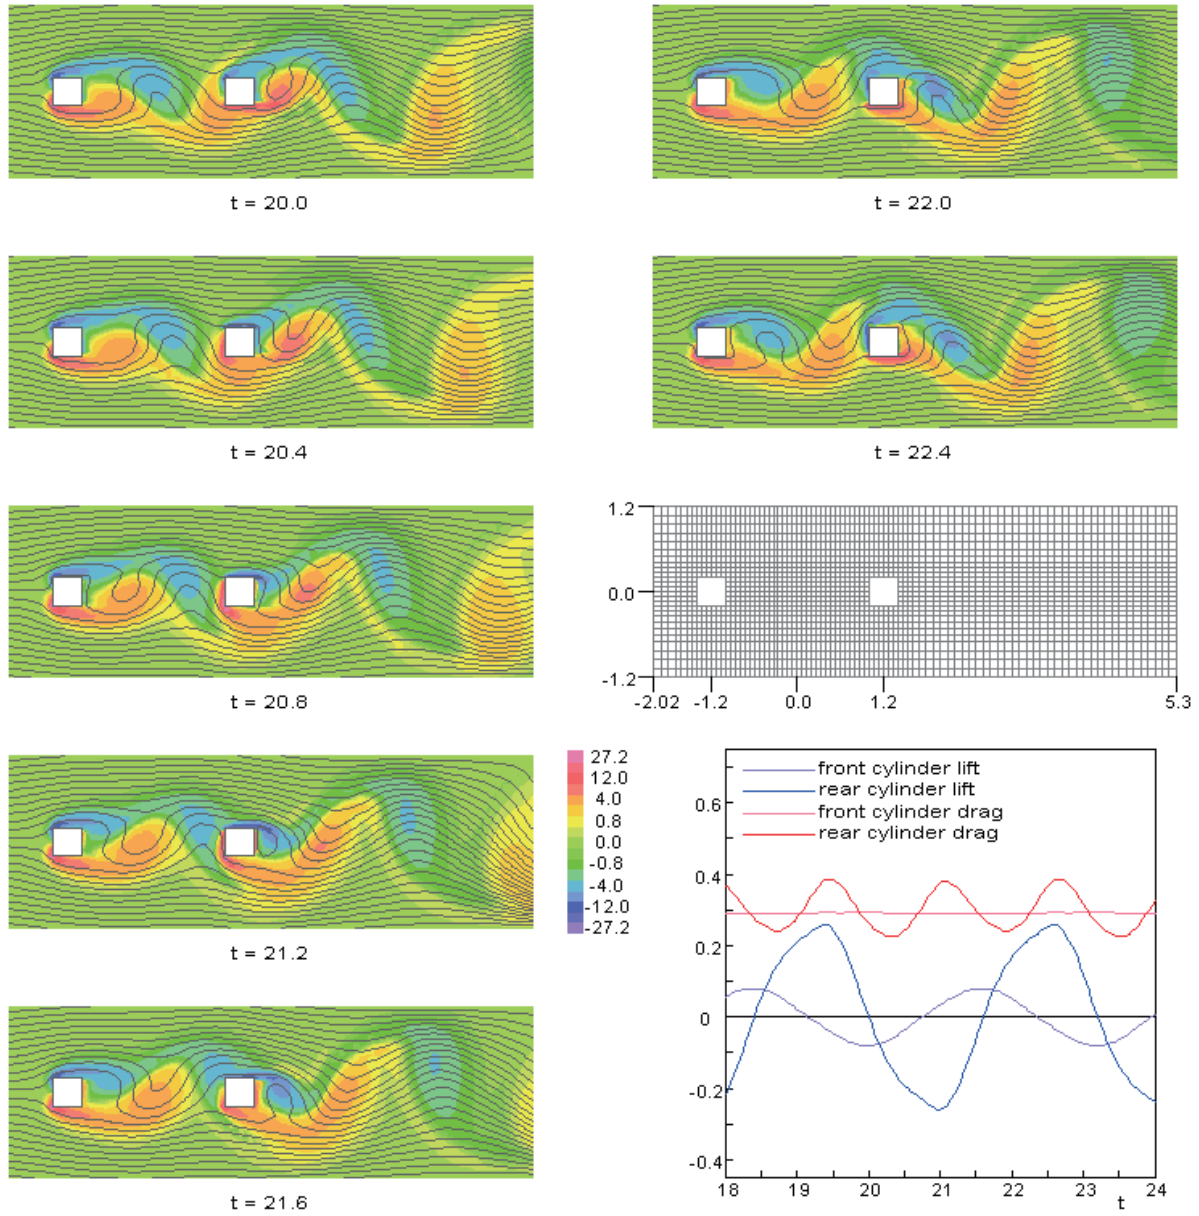 t = 20.0
t = 22.0
t = 20.4
t = 22.4
t = 20.8
1.2
0.0
-1.2
-2.02 -1.2 0.0 1.2 5.3
t = 21.2
27.2
12.0
4.0
0.8
-0.8
-4.0
-12.0
-27.2
front cylinder lift
rear cylinder lift
front cylinder drag
rear cylinder drag
0.6
0.4
0.2
0
-0.2
-0.4
18 19 20 21 22 23 24
t
t = 21.6